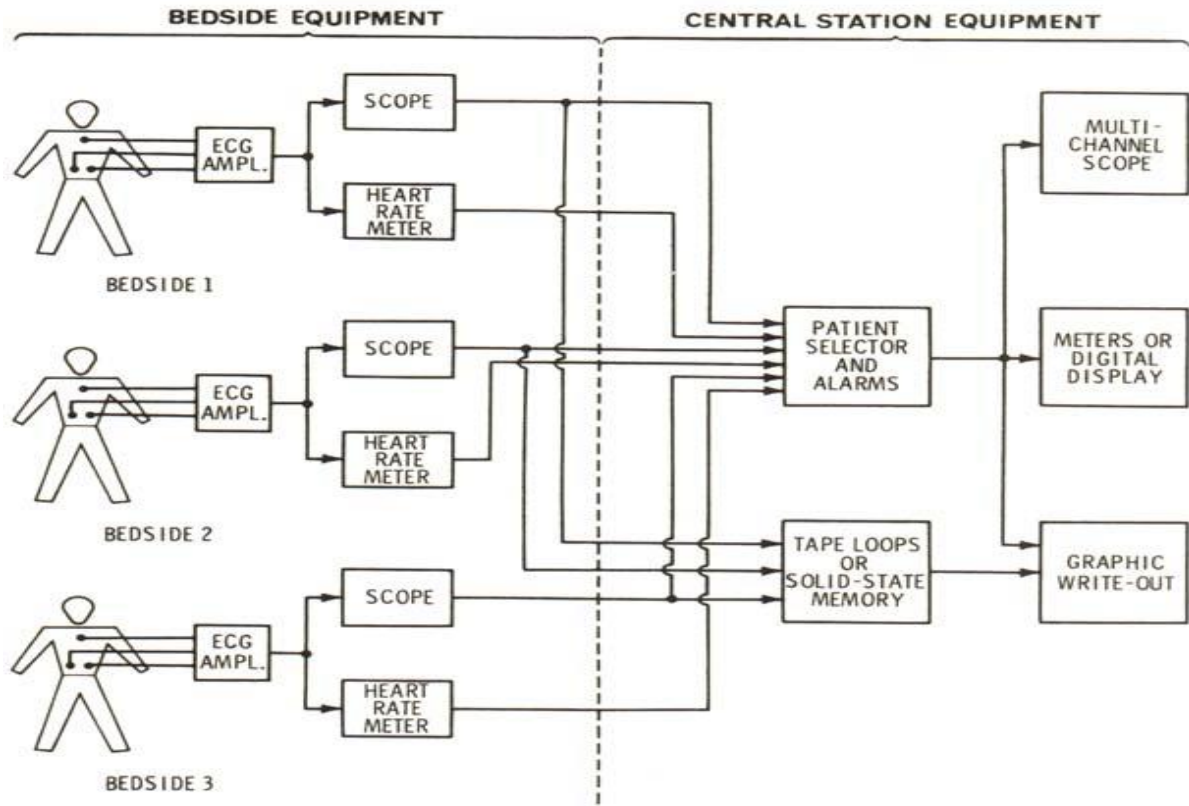 BEDSIDE EQUIPMENT
CENTRAL STATION EQUIPMENT
ECG
AMPL.
SCOPE
HEART
RATE
METER
BEDSIDE 1
ECG
AMPL.
SCOPE
HEART
RATE
METER
BEDSIDE 2
ECG
AMPL.
SCOPE
HEART
RATE
METER
BEDSIDE 3
PATIENT
SELECTOR
AND
ALARMS
TAPE LOOPS
OR
SOLID-STATE
MEMORY
MULTI-
CHANNEL
SCOPE
METERS OR
DIGITAL
DISPLAY
GRAPHIC
WRITE-OUT